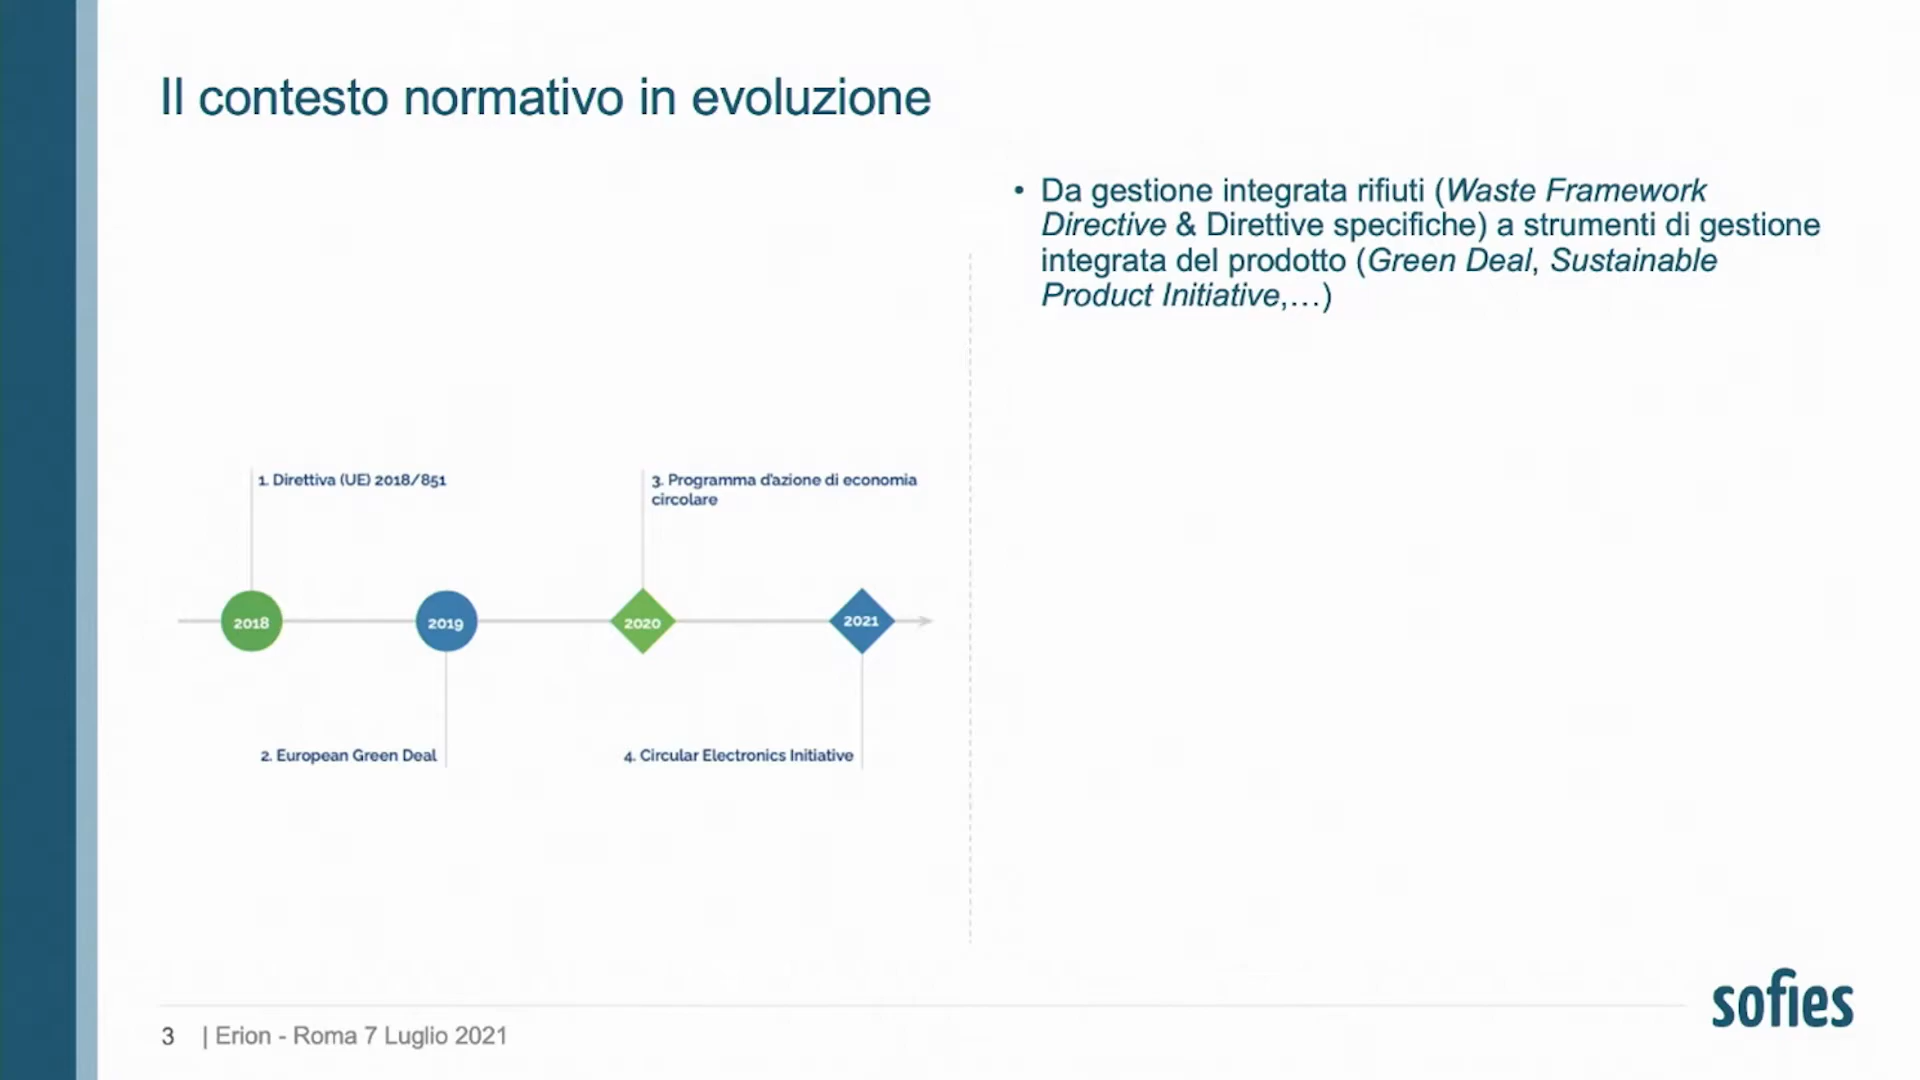 Il contesto normativo in evoluzione
• Da gestione integrata rifiuti (Waste Framework
Directive & Direttive specifiche) a strumenti di gestione
integrata del prodotto (Green Deal, Sustainable
Product Initiative,…)
1. Direttiva (UE) 2018/851
3. Programma d'azione di economia
circolare
2018
2019
2020
2021
2. European Green Deal
4. Circular Electronics Initiative
sofies
3 | Erion - Roma 7 Luglio 2021